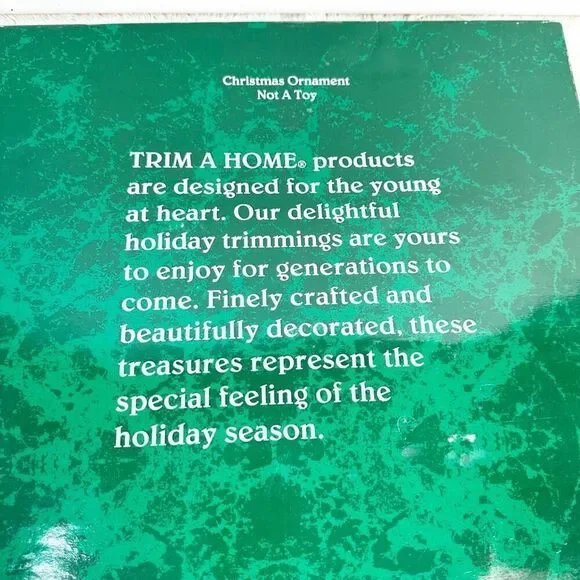 Christmas Ornament
Not A Toy
TRIM A HOME® products
are designed for the young
at heart. Our delightful
holiday trimmings are yours
to enjoy for generations to
come. Finely crafted and
beautifully decorated, these
treasures represent the
special feeling of the
holiday season.